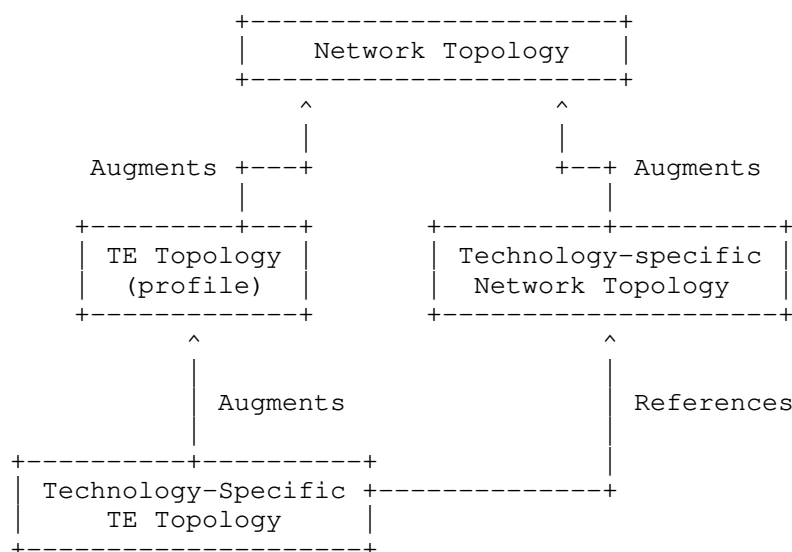 Network Topology
Augments Augments
TE Topology Technology-specific
(profile) Network Topology
Augments References
Technology-Specific
TE Topology